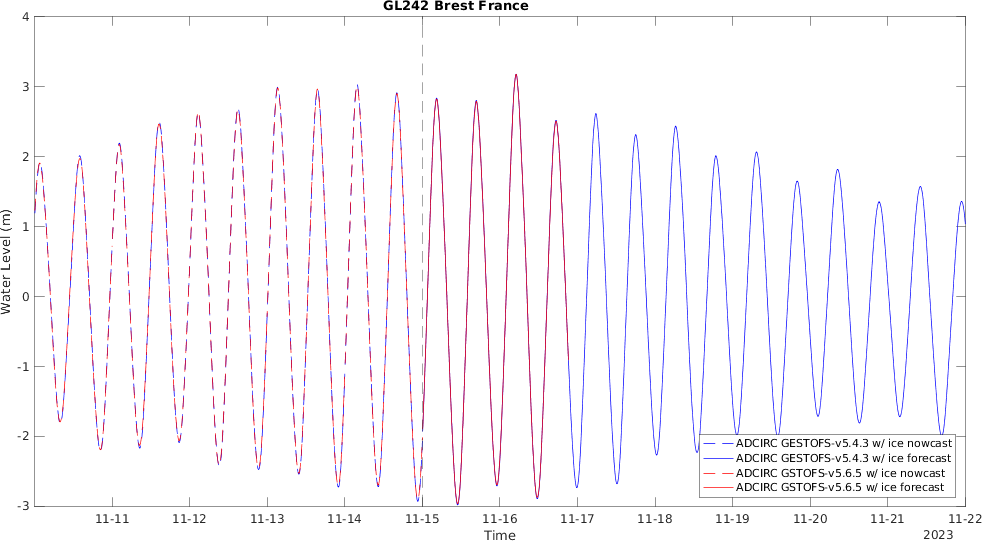 GL242 Brest France
4
3
2
1
0
-1
-2
-3
Water Level (m)
ADCIRC GESTOFS-v5.4.3 w/ ice nowcast
ADCIRC GESTOFS-v5.4.3 w/ ice forecast
ADCIRC GSTOFS-v5.6.5 w/ ice nowcast
ADCIRC GSTOFS-v5.6.5 w/ ice forecast
11-11 11-12 11-13 11-14 11-15 11-16 11-17 11-18 11-19 11-20 11-21 11-22
Time
2023